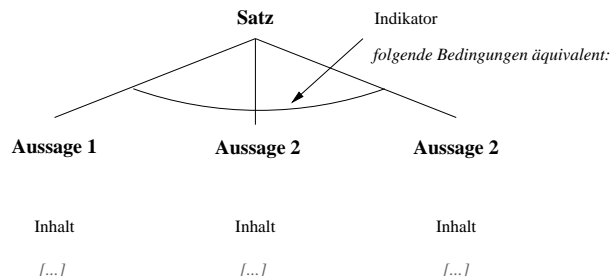 Satz
Indikator
folgende Bedingungen äquivalent:
Aussage 1
Aussage 2
Aussage 2
Inhalt
Inhalt
Inhalt
[...]
[...]
[...]